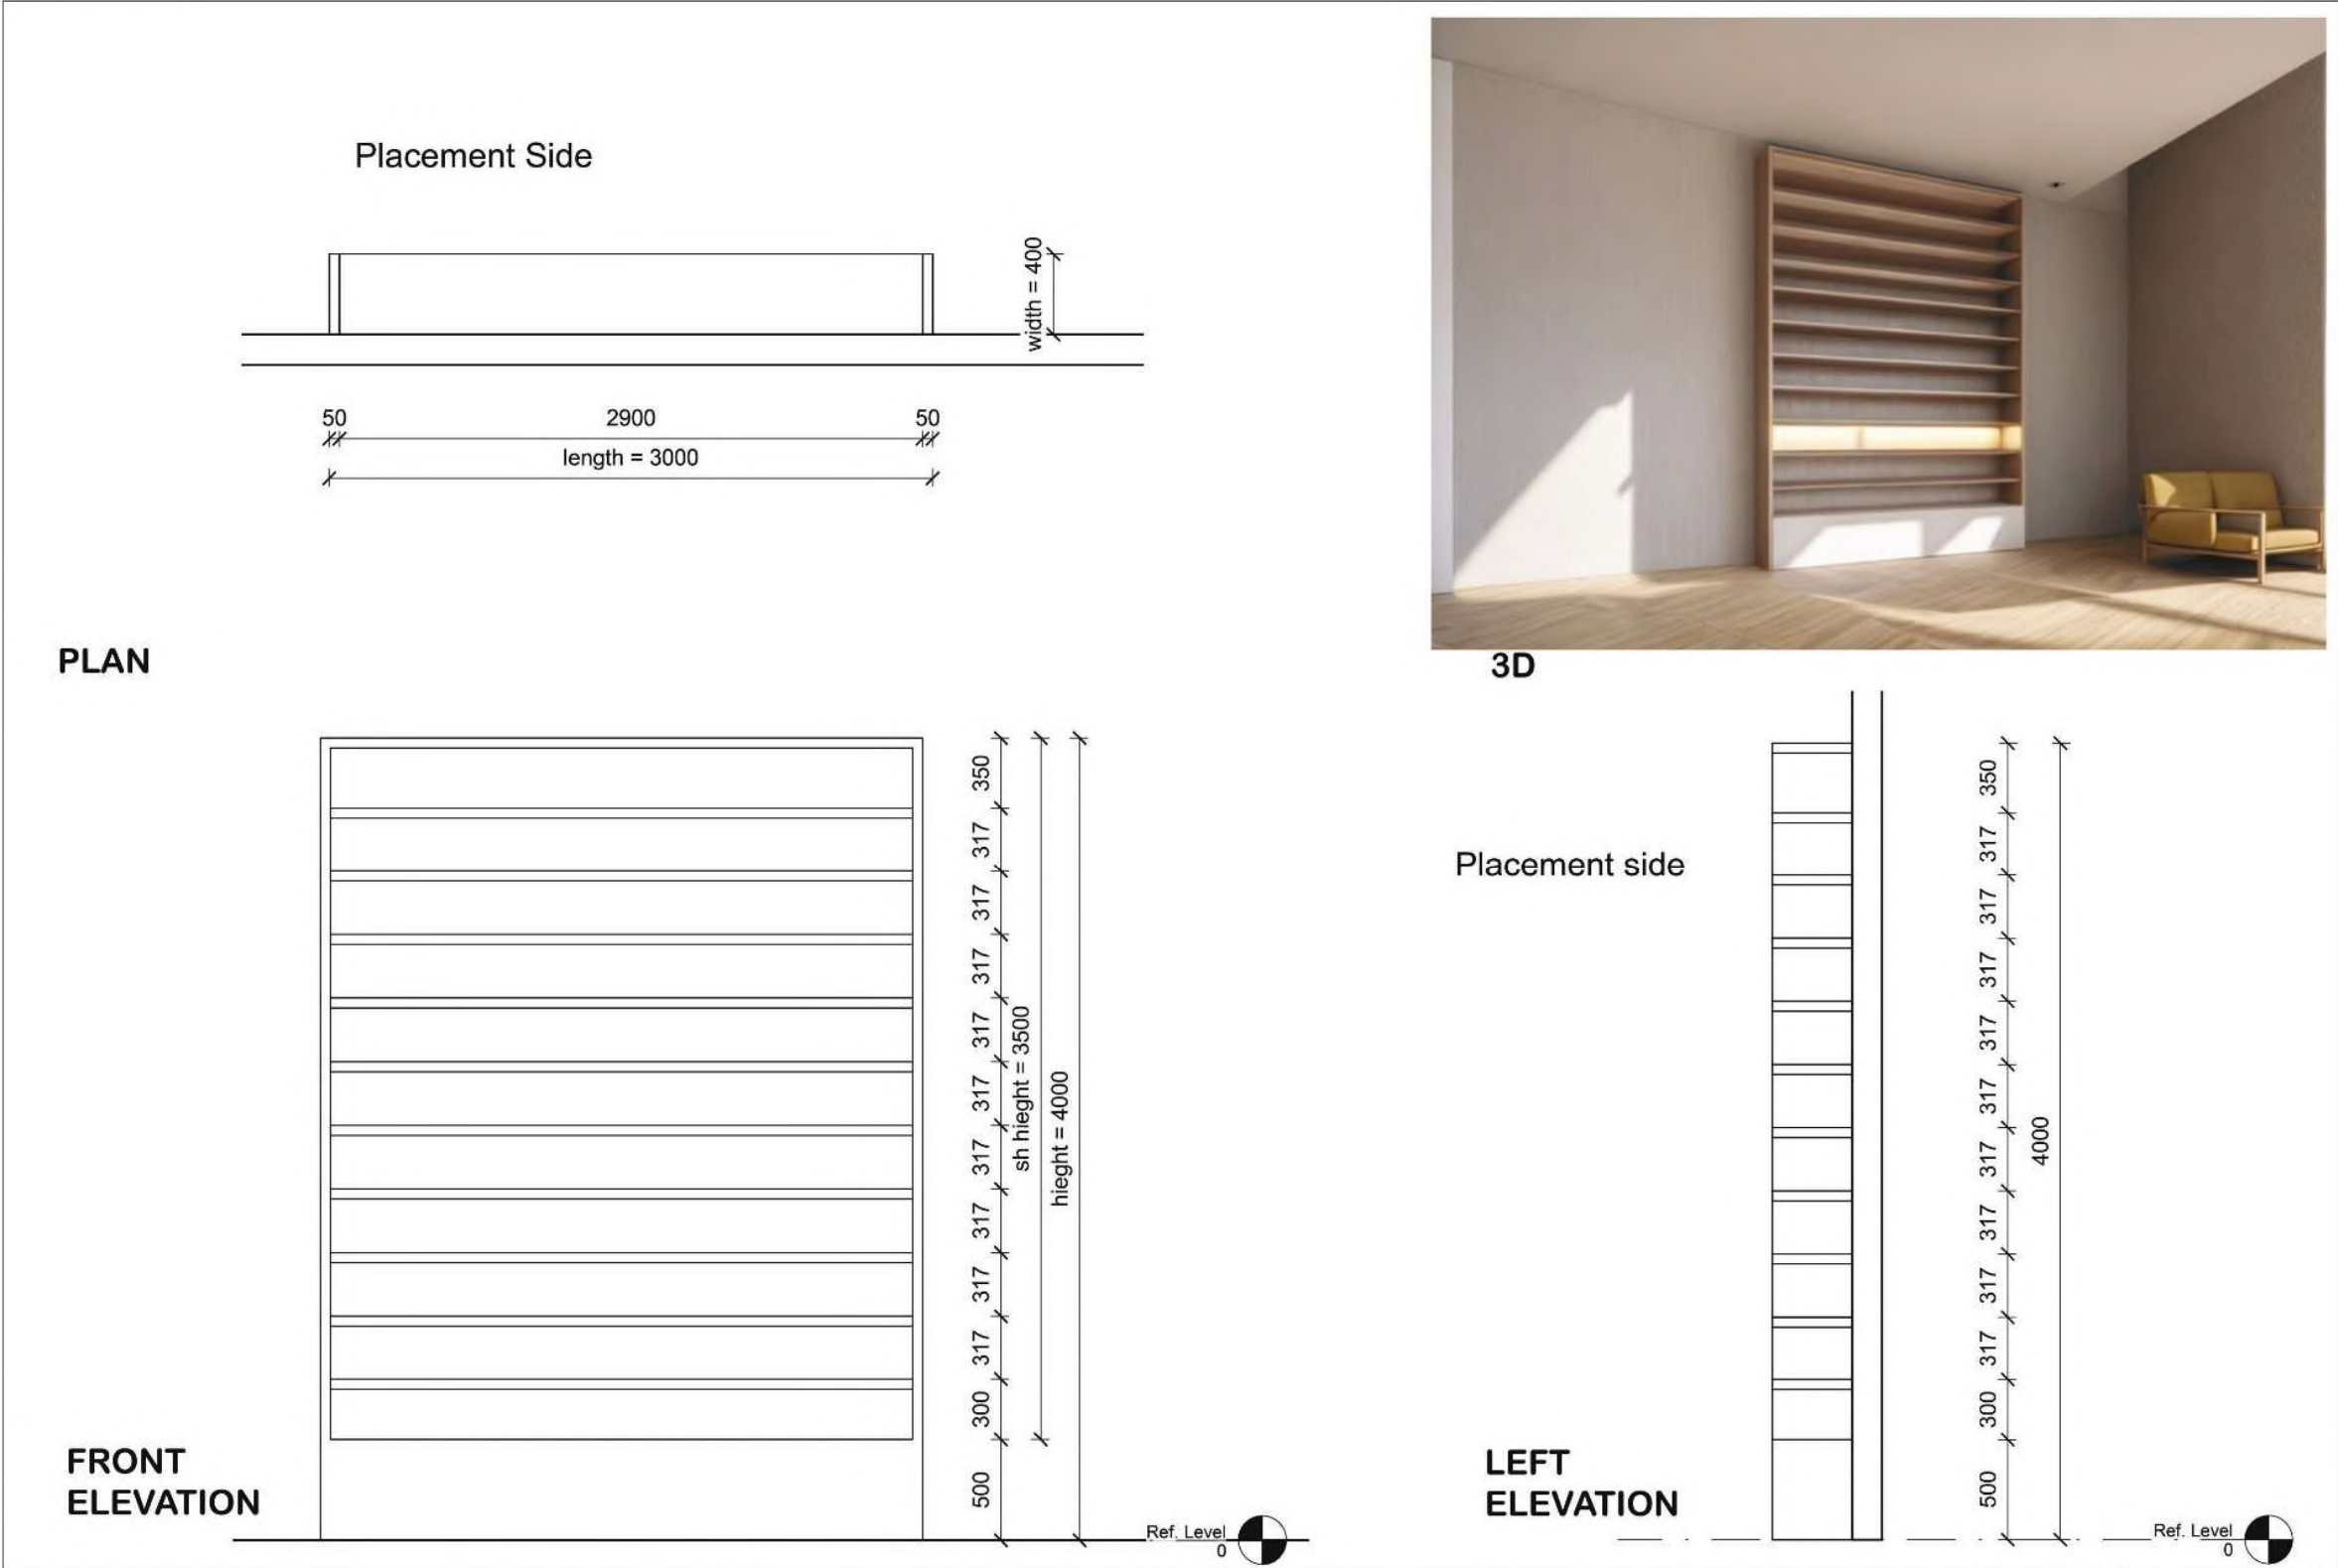 Placement Side
width = 400
50
2900
50
length = 3000
PLAN
3D
350
317
317
317
317
317
317
317
317
317
300
500
sh hieght = 3500
hieght = 4000
FRONT
ELEVATION
Ref. Level
0
Placement side
350
317
317
317
317
317
317
317
317
317
300
500
4000
LEFT
ELEVATION
Ref. Level
0